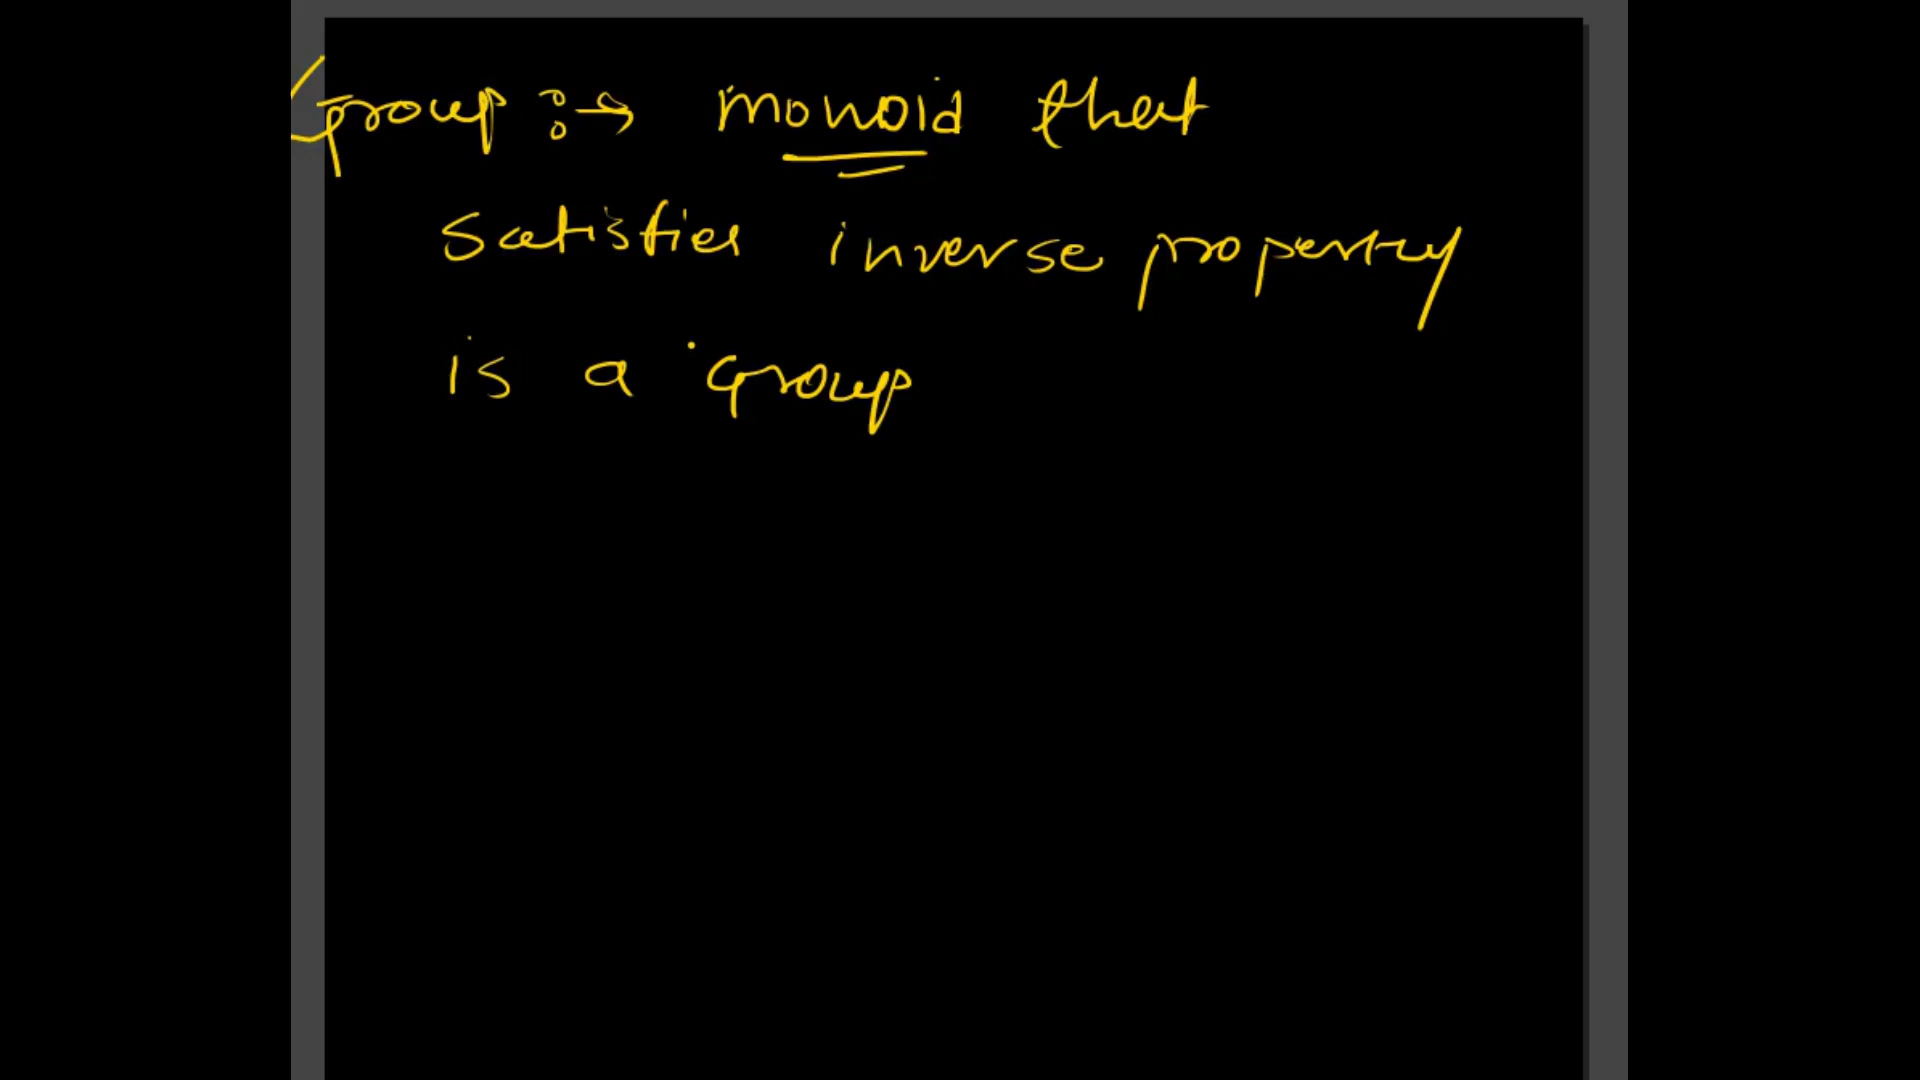 Group :→ monoid that
satisfies inverse property
is a Group